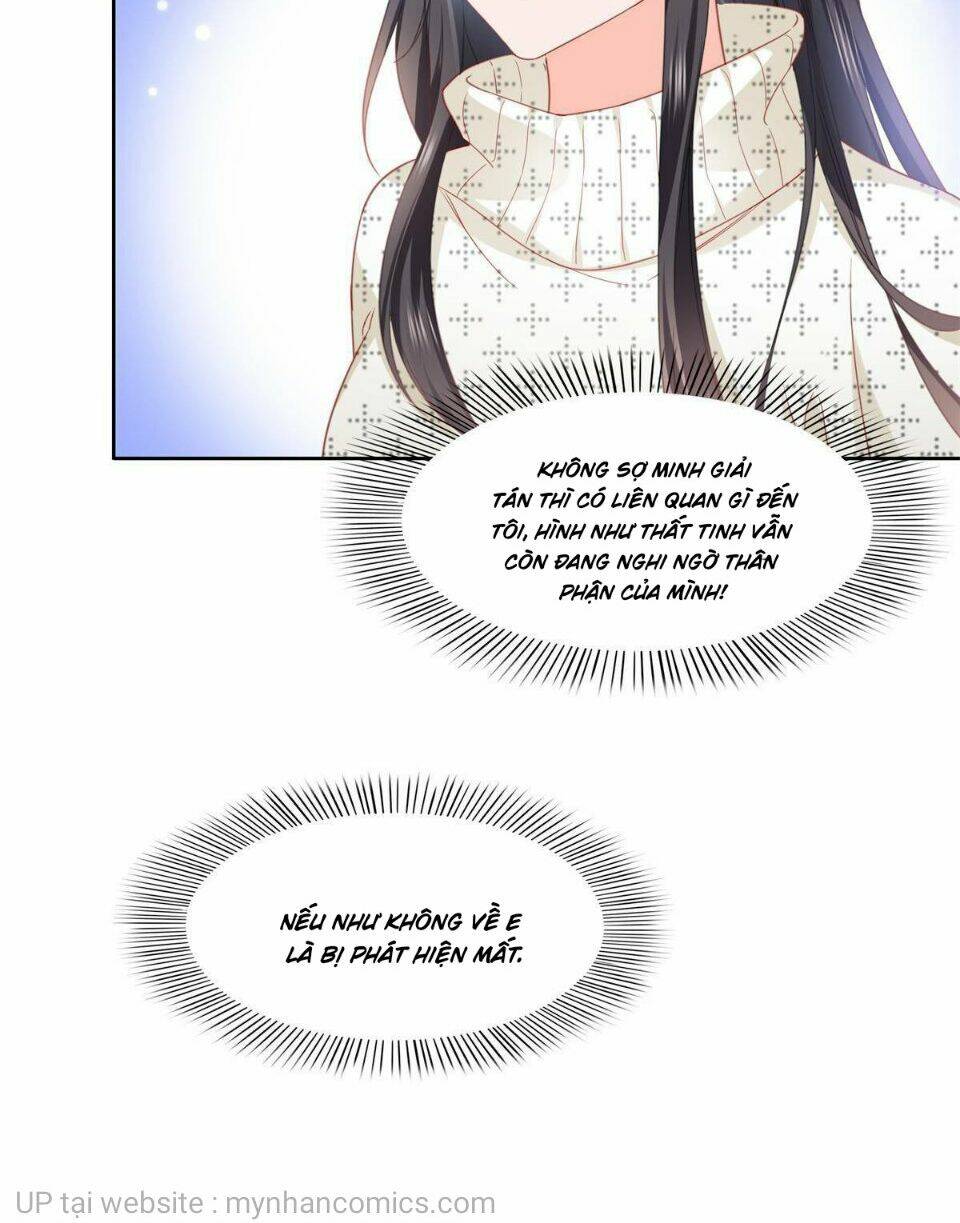 KHÔNG SỢ MINH GIẢI
TÁN THÌ CÓ LIÊN QUAN GÌ ĐẾN
TÔI, HÌNH NHƯ THẤT TINH VẪN
CÒN ĐANG NGHI NGỜ THÂN
PHẬN CỦA MÌNH!
NẾU NHƯ KHÔNG VỀ E
LÀ BỊ PHÁT HIỆN MẤT.
UP tại website : mynhancomics.com